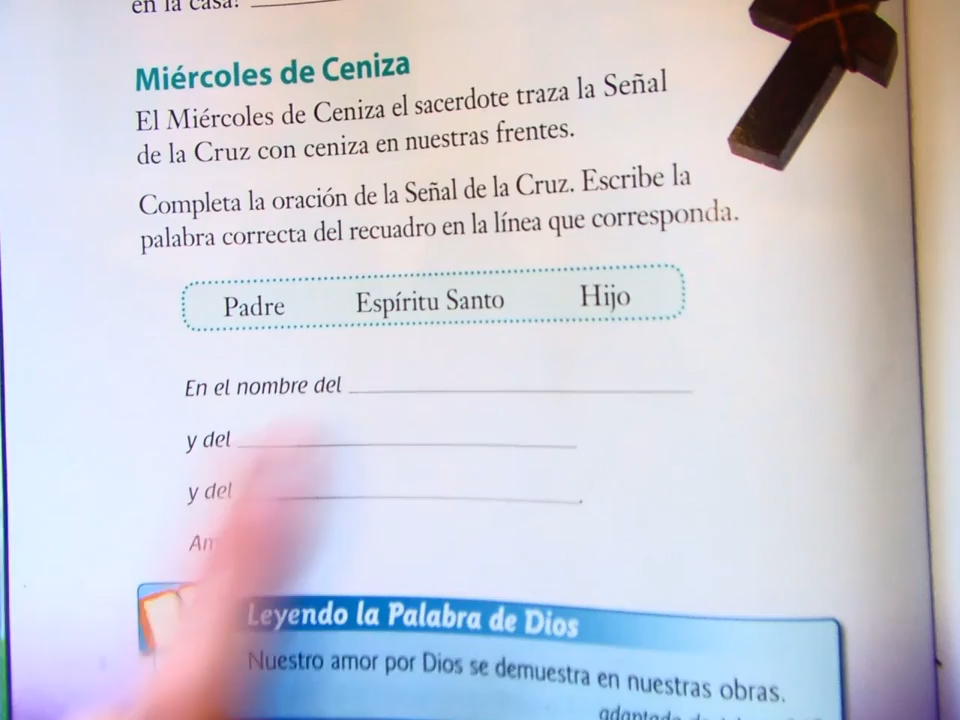 en la casa?
Miércoles de Ceniza
El Miércoles de Ceniza el sacerdote traza la Señal
de la Cruz con ceniza en nuestras frentes.
Completa la oración de la Señal de la Cruz. Escribe la
palabra correcta del recuadro en la línea que corresponda.
Padre Espíritu Santo Hijo
En el nombre del
y del
y del
Leyendo la Palabra de Dios
Nuestro amor por Dios se demuestra en nuestras obras.
adaptado